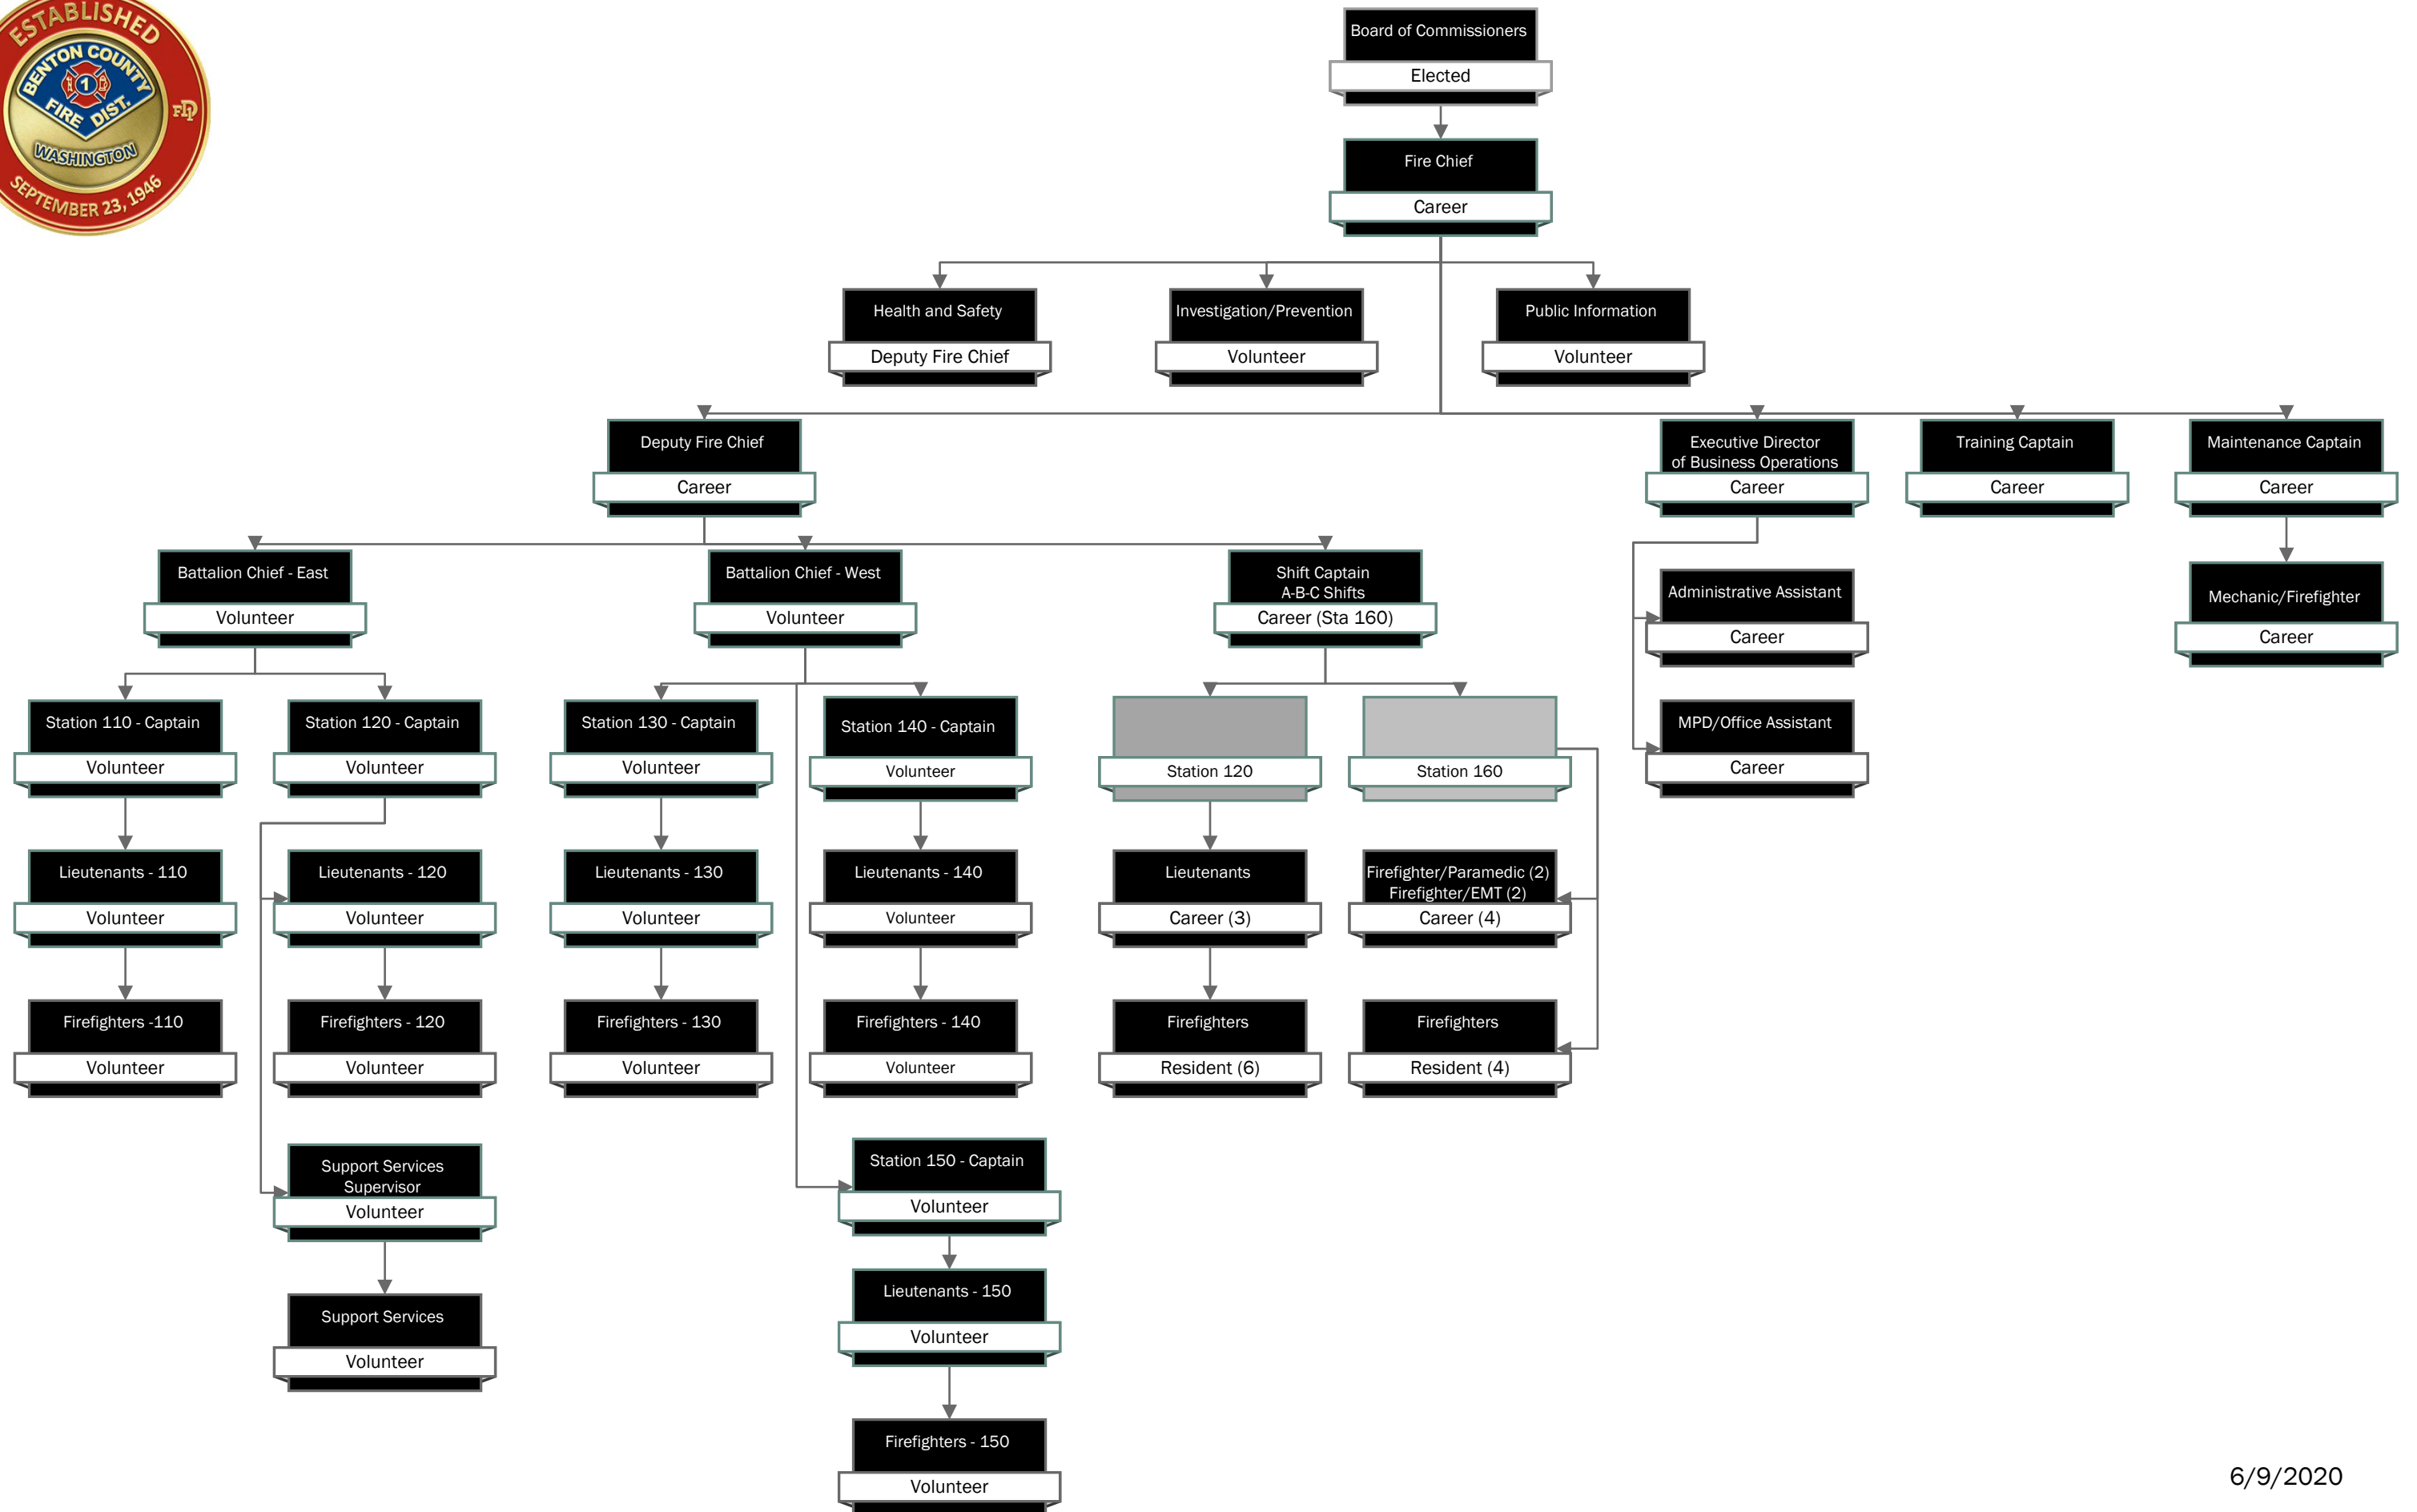 ESTABLISHED
BENTON COUNTY
1
FIRE DIST.
WASHINGTON
SEPTEMBER 23, 1946
Board of Commissioners
Elected
Fire Chief
Career
Health and Safety
Deputy Fire Chief
Investigation/Prevention
Volunteer
Public Information
Volunteer
Deputy Fire Chief
Career
Executive Director
of Business Operations
Career
Training Captain
Career
Maintenance Captain
Career
Battalion Chief - East
Volunteer
Battalion Chief - West
Volunteer
Shift Captain
A-B-C Shifts
Career (Sta 160)
Administrative Assistant
Career
Mechanic/Firefighter
Career
Station 110 - Captain
Volunteer
Station 120 - Captain
Volunteer
Station 130 - Captain
Volunteer
Station 140 - Captain
Volunteer
Station 120
Station 160
MPD/Office Assistant
Career
Lieutenants - 110
Volunteer
Lieutenants - 120
Volunteer
Lieutenants - 130
Volunteer
Lieutenants - 140
Volunteer
Lieutenants
Career (3)
Firefighter/Paramedic (2)
Firefighter/EMT (2)
Career (4)
Firefighters -110
Volunteer
Firefighters - 120
Volunteer
Firefighters - 130
Volunteer
Firefighters - 140
Volunteer
Firefighters
Resident (6)
Firefighters
Resident (4)
Support Services
Supervisor
Volunteer
Station 150 - Captain
Volunteer
Support Services
Volunteer
Lieutenants - 150
Volunteer
Firefighters - 150
Volunteer
6/9/2020